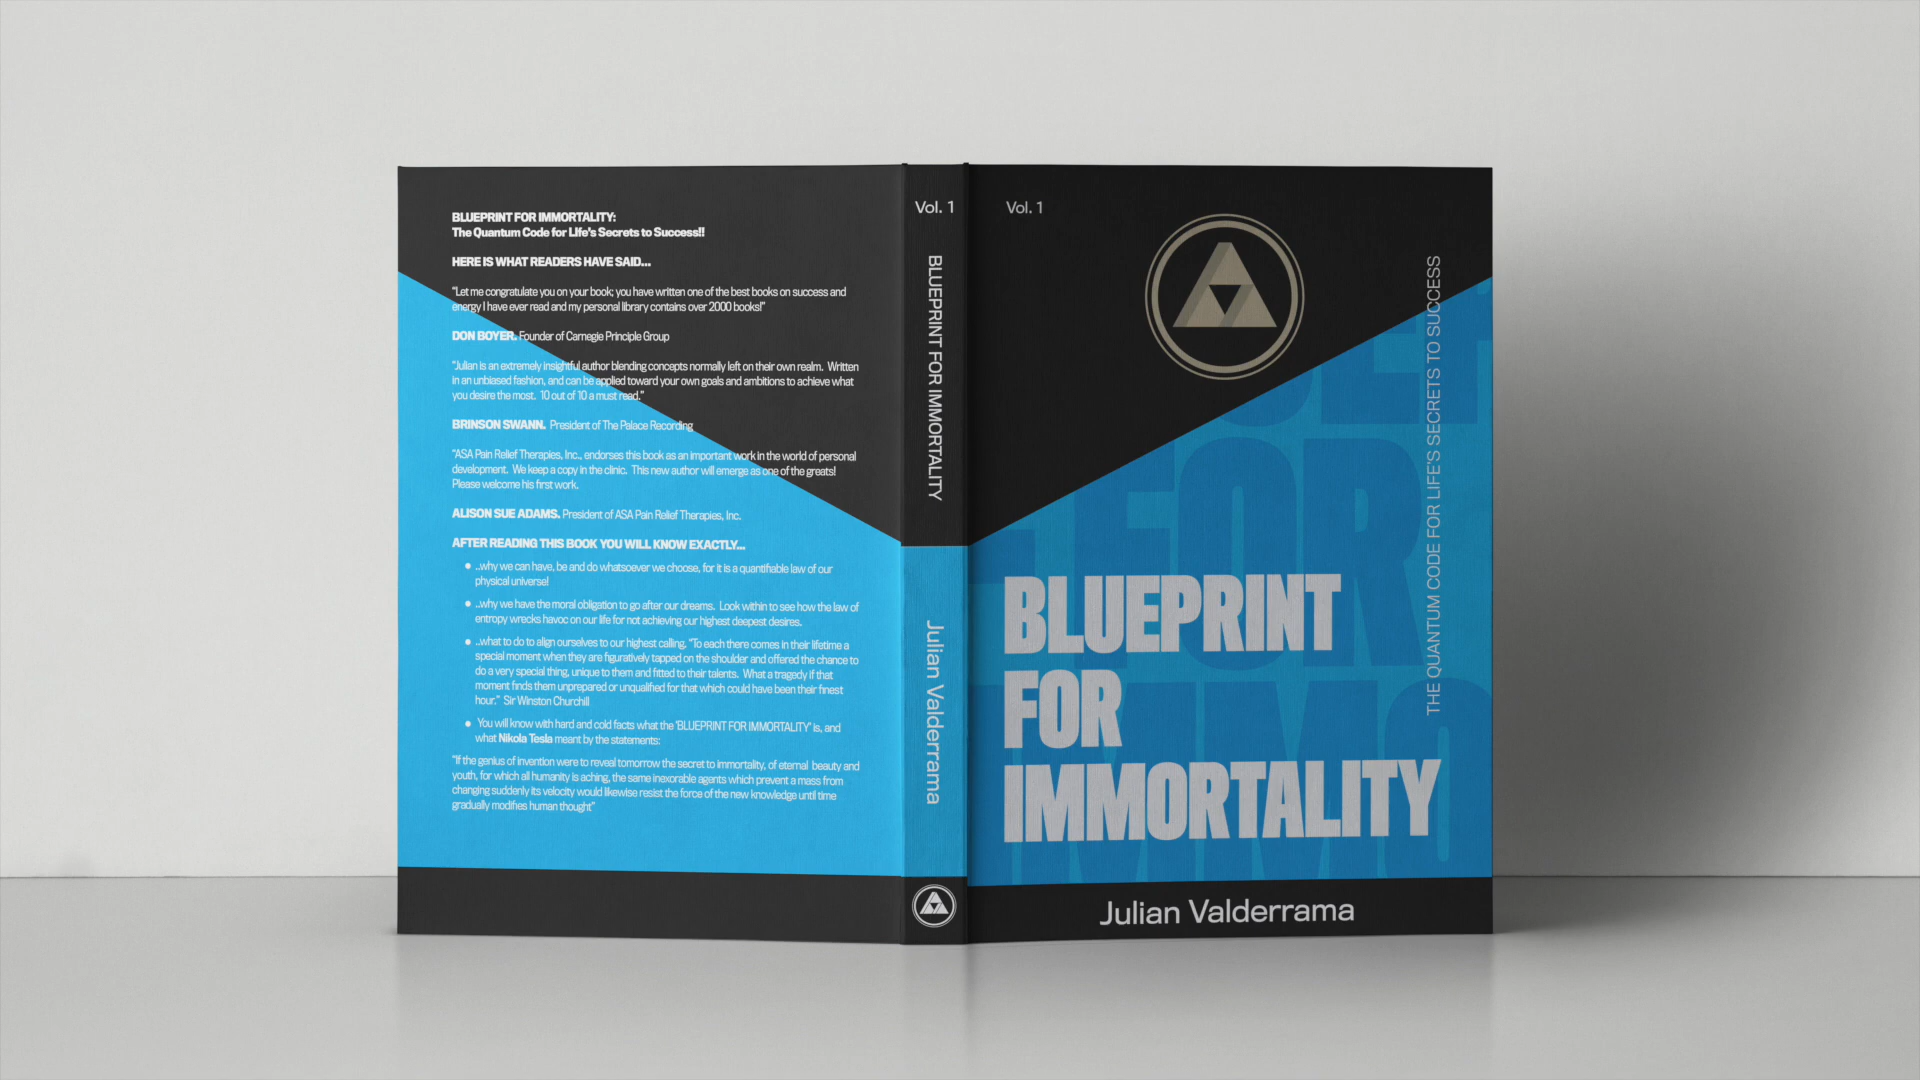 BLUEPRINT FOR IMMORTALITY:
The Quantum Code for LIfe's Secrets to Success!!
HERE IS WHAT READERS HAVE SAID...
"Let me congratulate you on your book; you have written one of the best books on success and
energy I have ever read and my personal library contains over 2000 books!"
DON BOYER. Founder of Carnegie Principle Group
"Julian is an extremely insightful author blending concepts normally left on their own realm. Written
in an unbiased fashion, and can be applied toward your own goals and ambitions to achieve what
you desire the most. 10 out of 10 a must read."
BRINSON SWANN. President of The Palace Recording
"ASA Pain Relief Therapies, Inc., endorses this book as an important work in the world of personal
development. We keep a copy in the clinic. This new author will emerge as one of the greats!
Please welcome his first work.
ALISON SUE ADAMS. President of ASA Pain Relief Therapies, Inc.
AFTER READING THIS BOOK YOU WILL KNOW EXACTLY...
• ..why we can have, be and do whatsoever we choose, for it is a quantifiable law of our
physical universe!
• ..why we have the moral obligation to go after our dreams. Look within to see how the law of
entropy wrecks havoc on our life for not achieving our highest deepest desires.
• ..what to do to align ourselves to our highest calling, "To each there comes in their lifetime a
special moment when they are figuratively tapped on the shoulder and offered the chance to
do a very special thing, unique to them and fitted to their talents. What a tragedy if that
moment finds them unprepared or unqualified for that which could have been their finest
hour." Sir Winston Churchill
• You will know with hard and cold facts what the 'BLUEPRINT FOR IMMORTALITY' is, and
what Nikola Tesla meant by the statements:
"If the genius of invention were to reveal tomorrow the secret to immortality, of eternal beauty and
youth, for which all humanity is aching, the same inexorable agents which prevent a mass from
changing suddenly its velocity would likewise resist the force of the new knowledge until time
gradually modifies human thought"
Vol. 1
BLUEPRINT FOR IMMORTALITY
Julian Valderrama
Vol. 1
THE QUANTUM CODE FOR LIFE'S SECRETS TO SUCCESS
FOR
BLUEPRINT
FOR
IMMORTALITY
Julian Valderrama